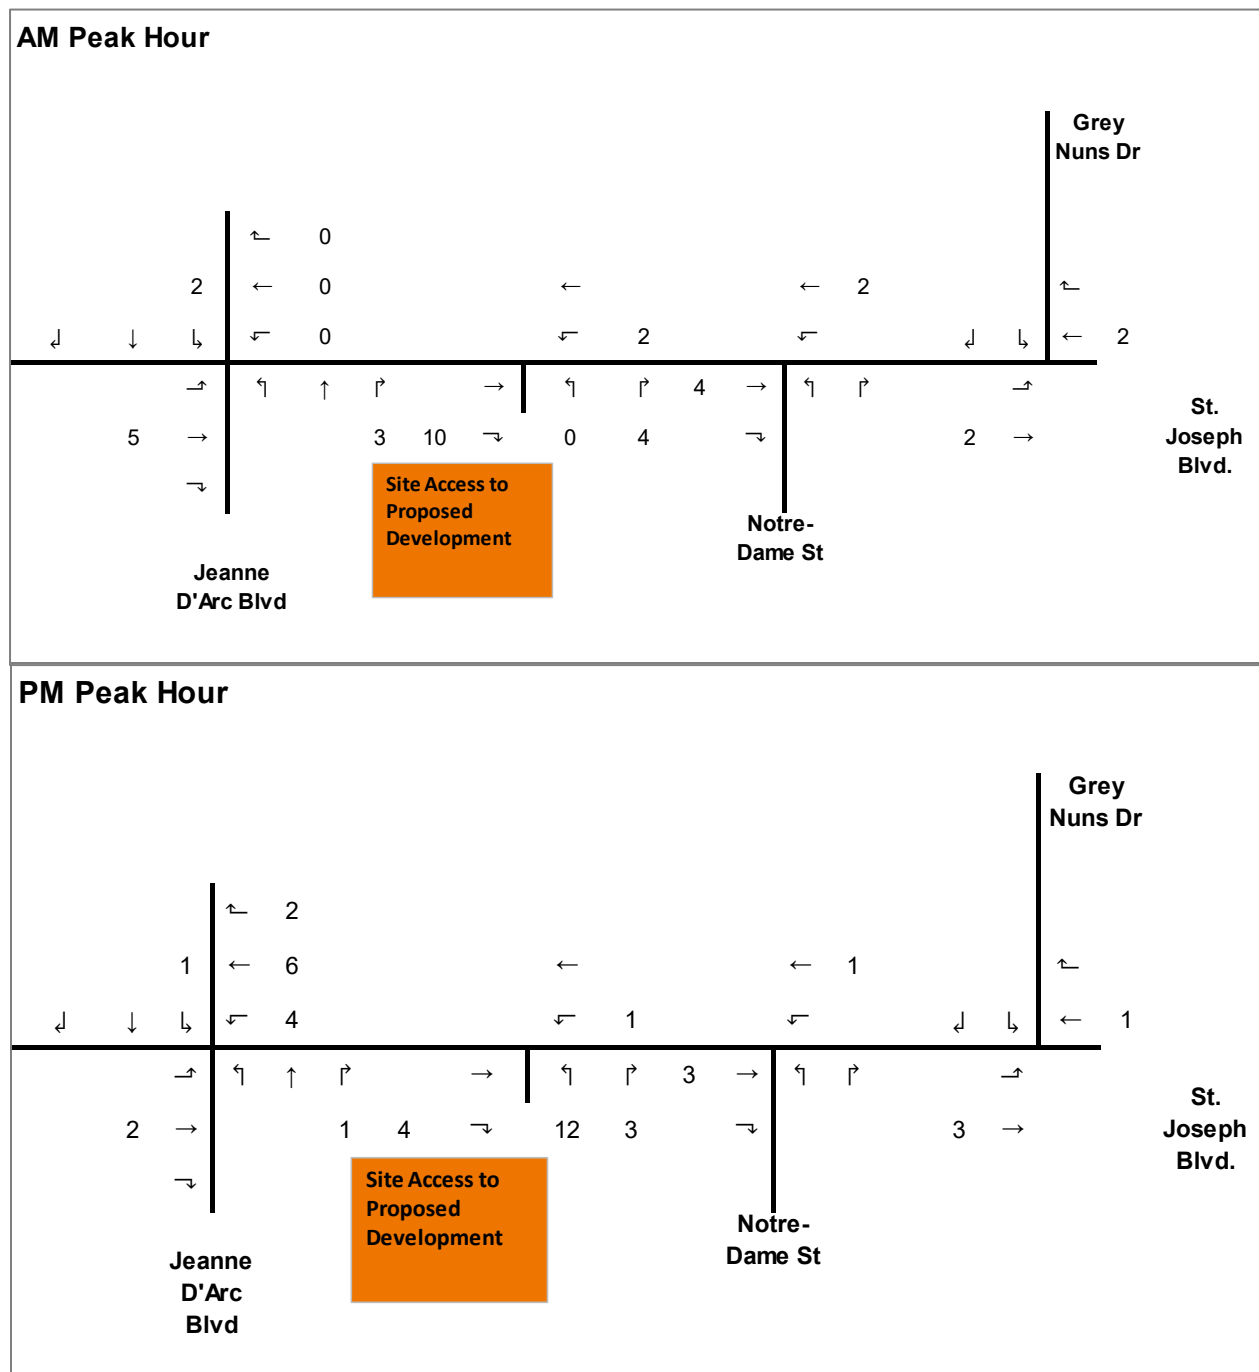 AM Peak Hour
Grey
Nuns Dr
↰ 0
2 ← 0 ← ← 2 ↰
↲ ↓ ↳ ↰ 0 ↰ 2 ↰ ↲ ↳ ← 2
↱ ↰ ↑ ↱ → ↰ ↱ 4 → ↰ ↱ ↱
5 → 3 10 ↴ 0 4 ↴ 2 →
↴
St.
Joseph
Blvd.
Site Access to
Proposed
Development
Notre-
Dame St
Jeanne
D'Arc Blvd
PM Peak Hour
Grey
Nuns Dr
↰ 2
1 ← 6 ← ← 1 ↰
↲ ↓ ↳ ↰ 4 ↰ 1 ↰ ↲ ↳ ← 1
↱ ↰ ↑ ↱ → ↰ ↱ 3 → ↰ ↱ ↱
2 → 1 4 ↴ 12 3 ↴ 3 →
↴
St.
Joseph
Blvd.
Site Access to
Proposed
Development
Notre-
Dame St
Jeanne
D'Arc
Blvd